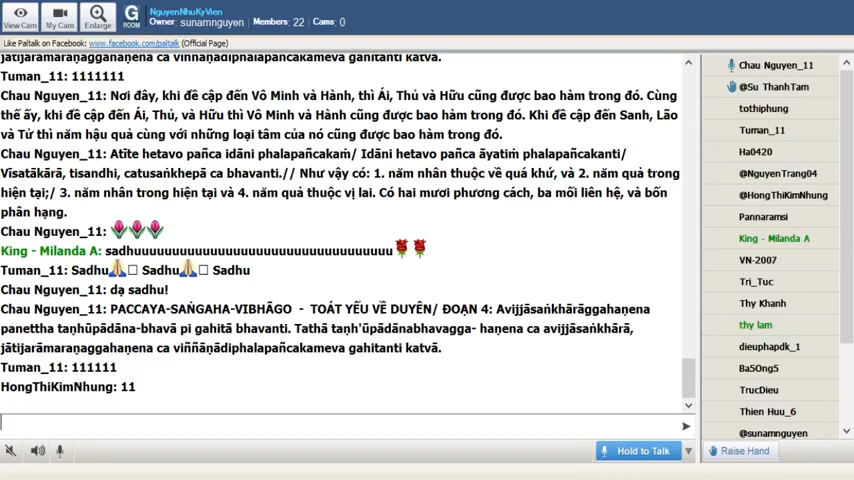 NguyenNhuKyVien
Owner: sunamnguyen Members: 22 Cams: 0
View Cam My Cam Enlarge G ROOM
Like Paltalk on Facebook: www.facebook.com/paltalk (Official Page)
jātijarāmaraṇaggahaṇena ca viññāṇādiphalapañcakameva gahitanti katvā.
Tuman_11: 1111111
Chau Nguyen_11: Nơi đây, khi đề cập đến Vô Minh và Hành, thì Ái, Thủ và Hữu cũng được bao hàm trong đó. Cùng
thế ấy, khi đề cập đến Ái, Thủ, và Hữu thì Vô Minh và Hành cũng được bao hàm trong đó. Khi đề cập đến Sanh, Lão
và Tử thì năm hậu quả cùng với những loại tâm của nó cũng được bao hàm trong đó.
Chau Nguyen_11: Atīte hetavo pañca idāni phalapañcakaṁ/ Idāni hetavo pañca āyatiṁ phalapañcakanti/
Vīsatākārā, tisandhi, catusaṅkhepā ca bhavanti.// Như vậy có: 1. năm nhân thuộc về quá khứ, và 2. năm quả trong
hiện tại;/ 3. năm nhân trong hiện tại và 4. năm quả thuộc vị lai. Có hai mươi phương cách, ba mối liên hệ, và bốn
phân hạng.
Chau Nguyen_11: 🌷🌷🌷
King - Milanda A: sadhuuuuuuuuuuuuuuuuuuuuuuuuuuuuuuuuuu🌹🌹
Tuman_11: Sadhu🙏□ Sadhu🙏□ Sadhu
Chau Nguyen_11: dạ sadhu!
Chau Nguyen_11: PACCAYA-SAṄGAHA-VIBHĀGO - TOÁT YẾU VỀ DUYÊN/ ĐOẠN 4: Avijjāsaṅkhārāggahaṇena
panettha taṇhūpādāna-bhavā pi gahitā bhavanti. Tathā taṇh'ūpādānabhavagga- haṇena ca avijjāsaṅkhārā,
jātijarāmaraṇaggahaṇena ca viññāṇādiphalapañcakameva gahitanti katvā.
Tuman_11: 111111
HongThiKimNhung: 11
Hold to Talk
Chau Nguyen_11
@Su ThanhTam
tothiphung
Tuman_11
Ha0420
@NguyenTrang04
@HongThiKimNhung
Pannaramsi
King - Milanda A
VN-2007
Tri_Tuc
Thy Khanh
thy lam
dieuphapdk_1
Ba5Ong5
TrucDieu
Thien Huu_6
@sunamnguyen
Raise Hand